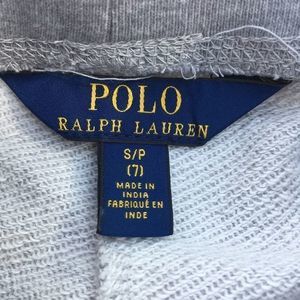 POLO
RALPH LAUREN
S/P
(7)
MADE IN
INDIA
FABRIQUÉ EN
INDE